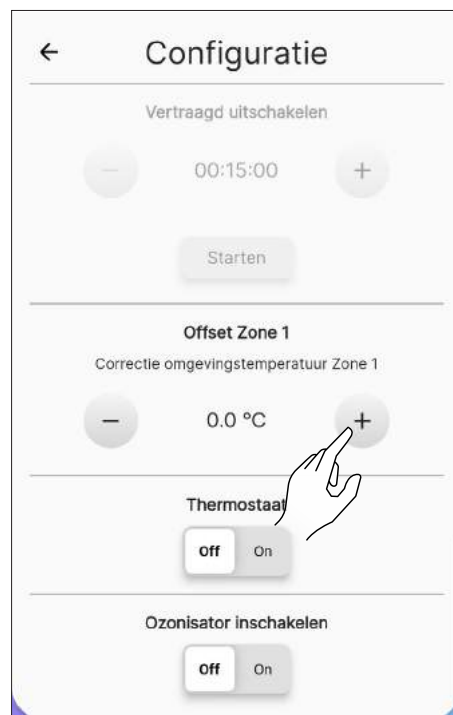 ← Configuratie
Vertraagd uitschakelen
− 00:15:00 +
Starten
Offset Zone 1
Correctie omgevingstemperatuur Zone 1
− 0.0 °C +
Thermostaat
Off On
Ozonisator inschakelen
Off On